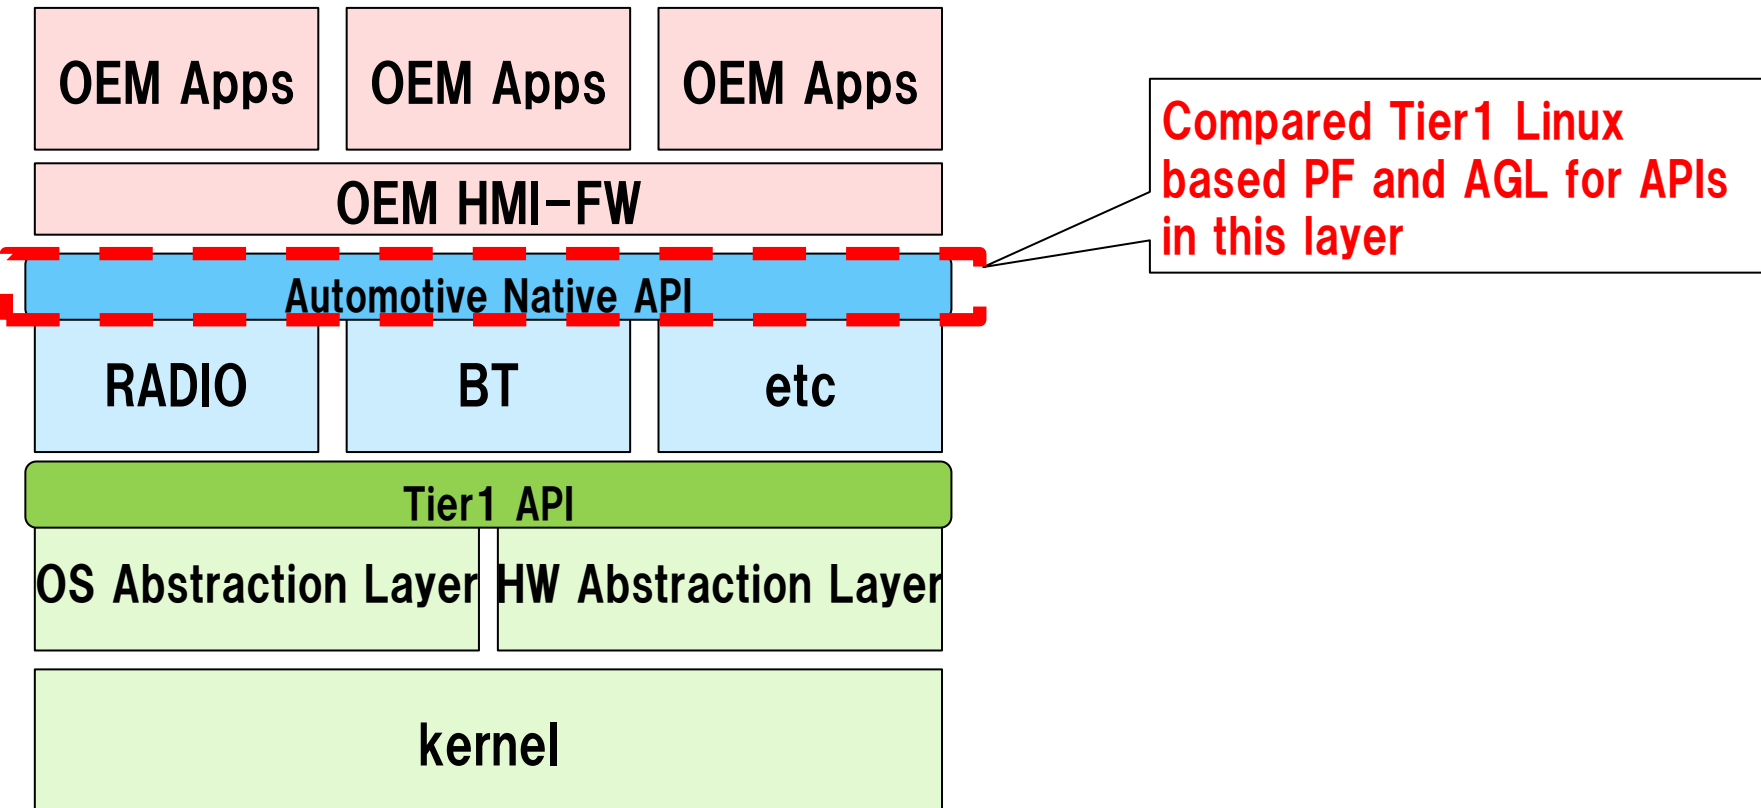 OEM Apps OEM Apps OEM Apps
OEM HMI-FW
Compared Tier1 Linux
based PF and AGL for APIs
in this layer
Automotive Native API
RADIO BT etc
Tier1 API
OS Abstraction Layer HW Abstraction Layer
kernel